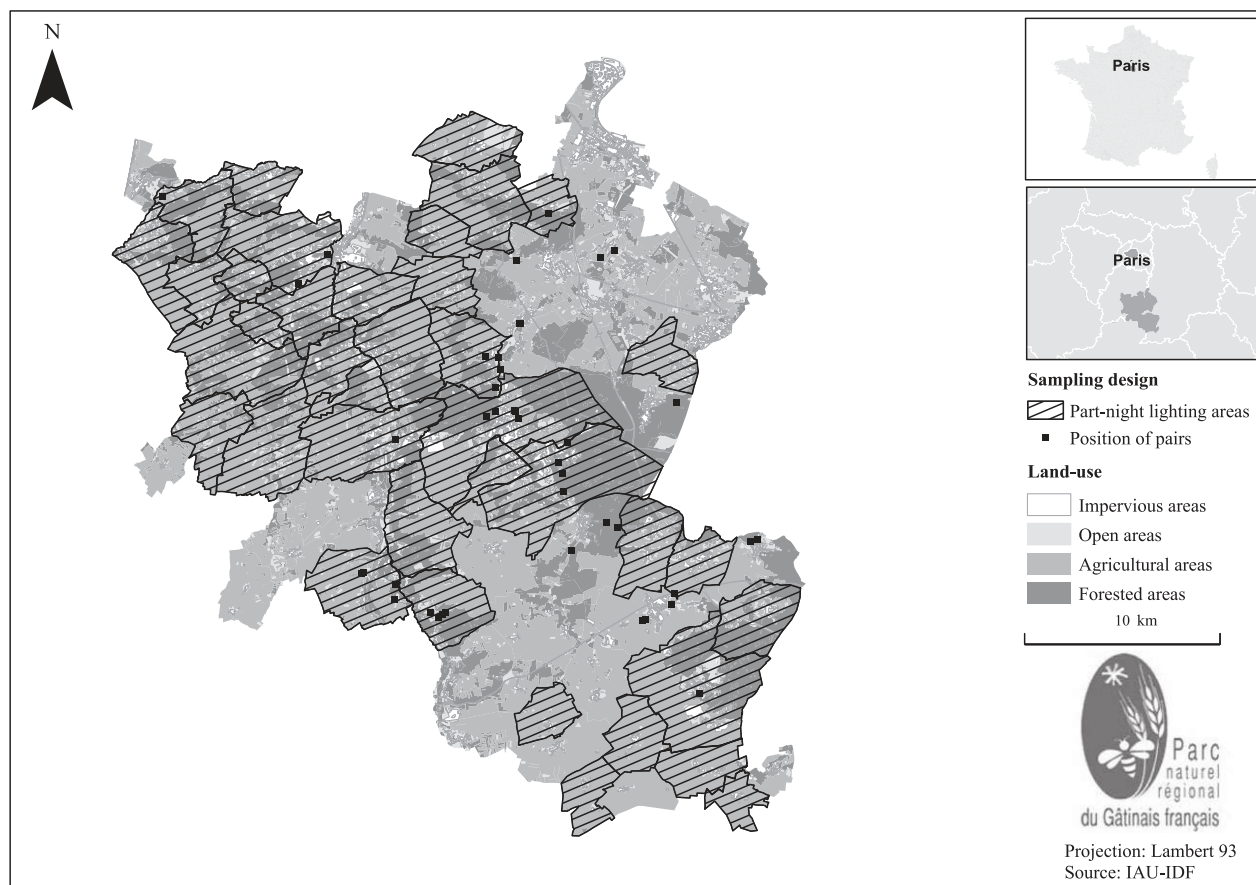 N
Paris
Paris
Sampling design
Part-night lighting areas
Position of pairs
Land-use
Impervious areas
Open areas
Agricultural areas
Forested areas
10 km
Parc
naturel
régional
du Gâtinais français
Projection: Lambert 93
Source: IAU-IDF